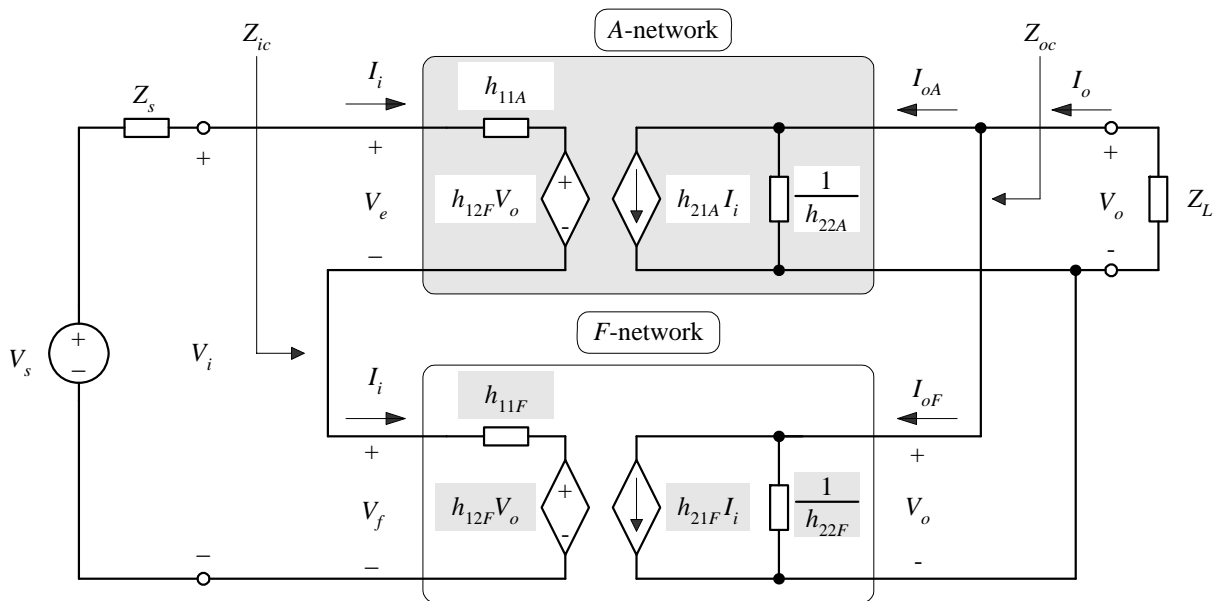 A-network
Z_ic
Z_oc
I_i
I_oA
I_o
Z_s
h_11A
+
+
+
V_e
h_12F V_o
+
-
h_21A I_i
1
h_22A
V_o
Z_L
–
-
F-network
V_s
+
–
V_i
I_i
h_11F
I_oF
+
+
V_f
h_12F V_o
+
-
h_21F I_i
1
h_22F
V_o
–
–
-